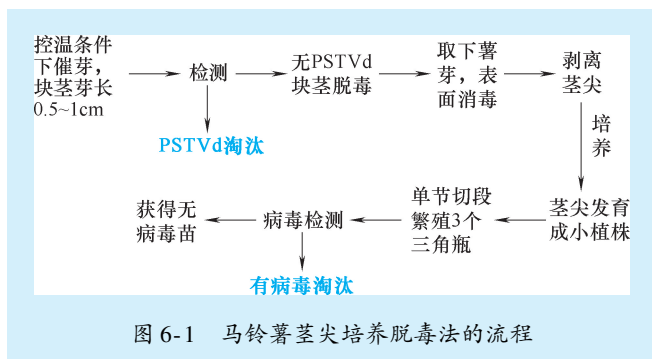 控温条件
下催芽，
块茎芽长
0.5~1cm
检测
PSTVd淘汰
无PSTVd
块茎脱毒
取下薯
芽，表
面消毒
剥离
茎尖
培
养
茎尖发育
成小植株
单节切段
繁殖3个
三角瓶
病毒检测
有病毒淘汰
获得无
病毒苗
图 6-1 马铃薯茎尖培养脱毒法的流程